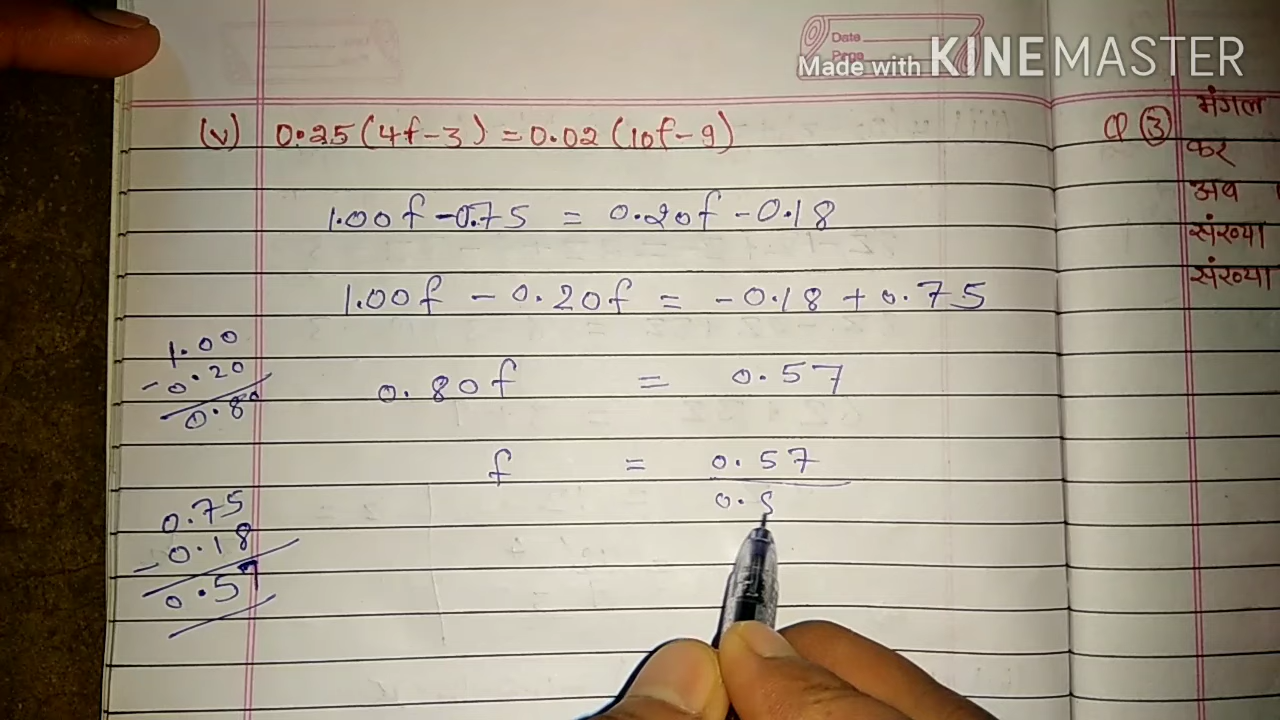 Date
Page
Made with KINEMASTER
(v) 0.25(4f-3) = 0.02(10f-9)
1.00f - 0.75 = 0.20f - 0.18
1.00f - 0.20f = -0.18 + 0.75
1.00
- 0.20
0.80
0.80f = 0.57
f = 0.57
0.8
0.75
- 0.18
0.57
Q ③
मंगल
कर
अब
संख्या
संख्या